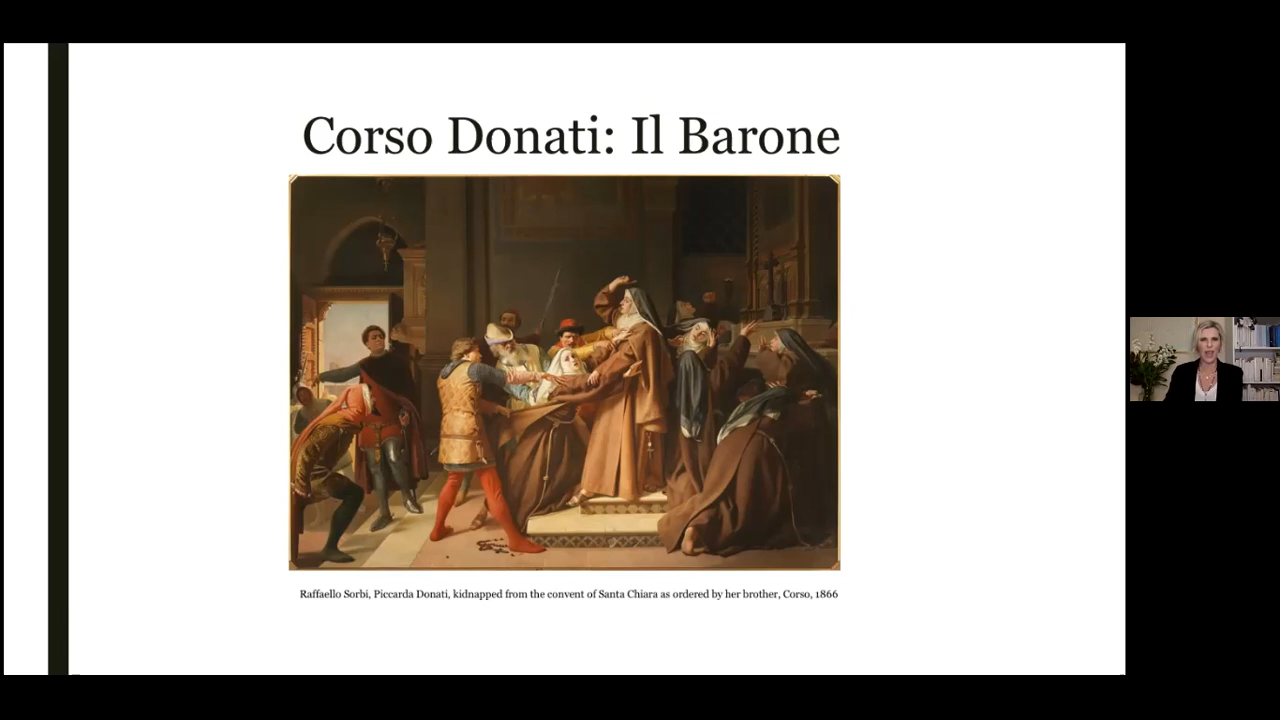 Corso Donati: Il Barone
Raffaello Sorbi, Piccarda Donati, kidnapped from the convent of Santa Chiara as ordered by her brother, Corso, 1866